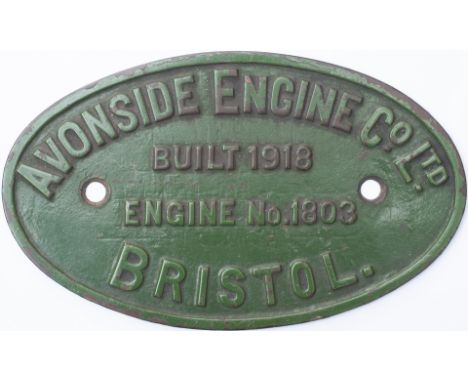 AVONSIDE ENGINE Co. LTD.
BUILT 1918
ENGINE No. 1803
BRISTOL.